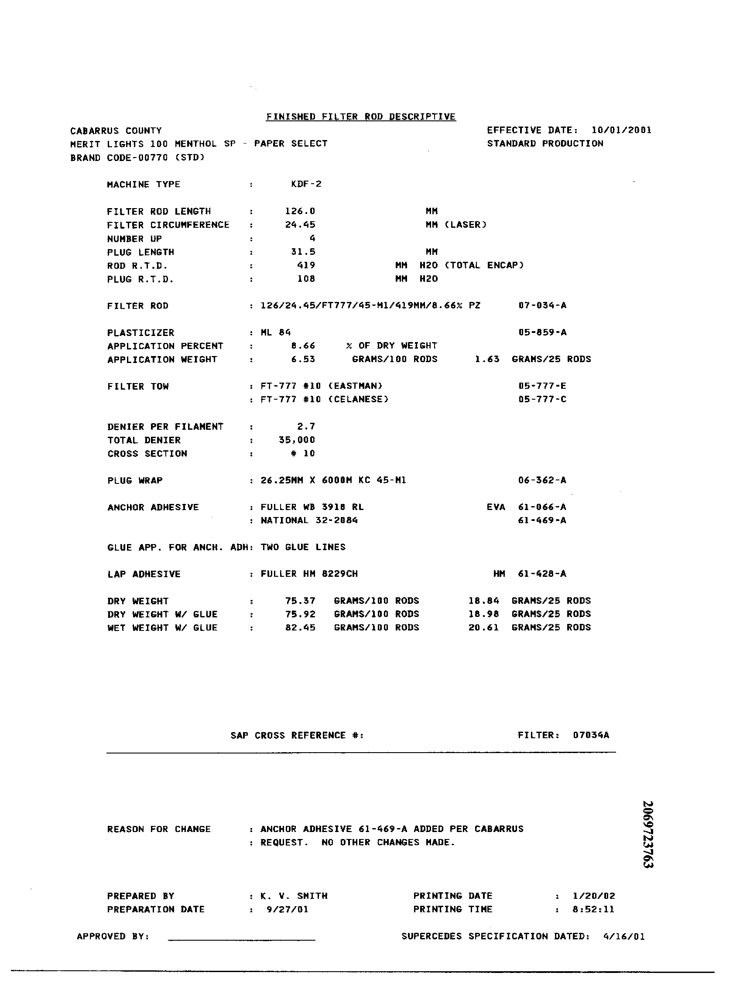 FINISHED FILTER ROD DESCRIPTIVE
CABARRUS COUNTY EFFECTIVE DATE: 10/01/2001
MERIT LIGHTS 100 MENTHOL SP - PAPER SELECT STANDARD PRODUCTION
BRAND CODE-00770 (STD)
MACHINE TYPE : KDF-2
FILTER ROD LENGTH : 126.0 MM
FILTER CIRCUMFERENCE : 24.45 MM (LASER)
NUMBER UP : 4
PLUG LENGTH : 31.5 MM
ROD R.T.D. : 419 MM H2O (TOTAL ENCAP)
PLUG R.T.D. : 108 MM H2O
FILTER ROD : 126/24.45/FT777/45-M1/419MM/8.66% PZ 07-034-A
PLASTICIZER : ML 84 05-859-A
APPLICATION PERCENT : 8.66 % OF DRY WEIGHT
APPLICATION WEIGHT : 6.53 GRAMS/100 RODS 1.63 GRAMS/25 RODS
FILTER TOW : FT-777 #10 (EASTMAN) 05-777-E
: FT-777 #10 (CELANESE) 05-777-C
DENIER PER FILAMENT : 2.7
TOTAL DENIER : 35,000
CROSS SECTION : # 10
PLUG WRAP : 26.25MM X 6000M KC 45-M1 06-362-A
ANCHOR ADHESIVE : FULLER WB 3918 RL EVA 61-066-A
: NATIONAL 32-2084 61-469-A
GLUE APP. FOR ANCH. ADH: TWO GLUE LINES
LAP ADHESIVE : FULLER HM 8229CH HM 61-428-A
DRY WEIGHT : 75.37 GRAMS/100 RODS 18.84 GRAMS/25 RODS
DRY WEIGHT W/ GLUE : 75.92 GRAMS/100 RODS 18.98 GRAMS/25 RODS
WET WEIGHT W/ GLUE : 82.45 GRAMS/100 RODS 20.61 GRAMS/25 RODS
SAP CROSS REFERENCE #: FILTER: 07034A
REASON FOR CHANGE : ANCHOR ADHESIVE 61-469-A ADDED PER CABARRUS
: REQUEST. NO OTHER CHANGES MADE.
PREPARED BY : K. V. SMITH PRINTING DATE : 1/20/02
PREPARATION DATE : 9/27/01 PRINTING TIME : 8:52:11
APPROVED BY: SUPERCEDES SPECIFICATION DATED: 4/16/01
2069723763